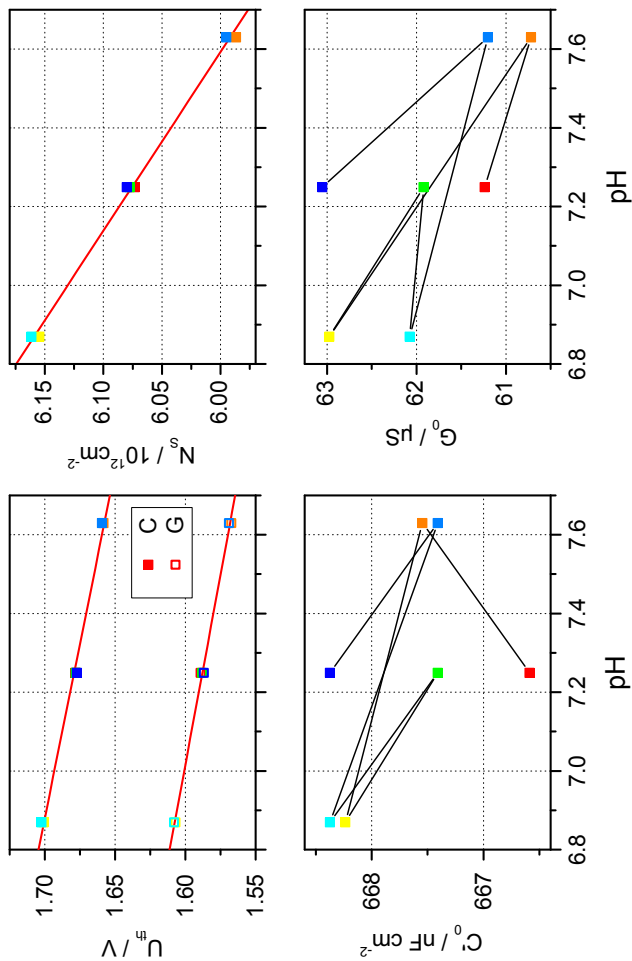 U_th / V
1.70
1.65
1.60
1.55
C
G
N_S / 10^12 cm^-2
6.15
6.10
6.05
6.00
C'_0 / nF cm^-2
668
667
6.8 7.0 7.2 7.4 7.6
pH
G_0 / µS
63
62
61
6.8 7.0 7.2 7.4 7.6
pH